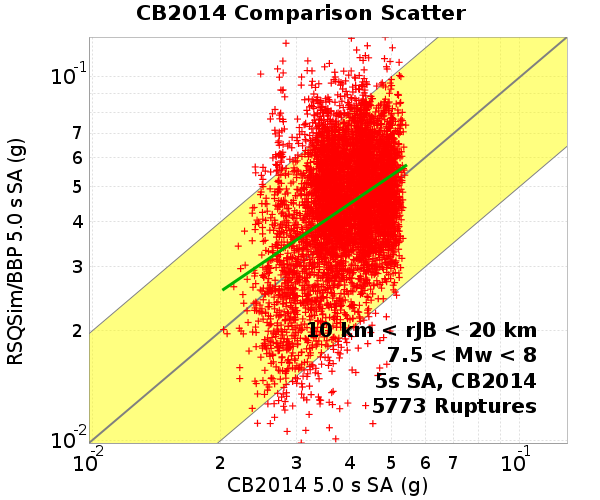 CB2014 Comparison Scatter
RSQSim/BBP 5.0 s SA (g)
10⁻¹
7
6
5
4
3
2
10⁻²
10 km < rJB < 20 km
7.5 < Mw < 8
5s SA, CB2014
5773 Ruptures
10⁻² 2 3 4 5 6 7 10⁻¹
CB2014 5.0 s SA (g)